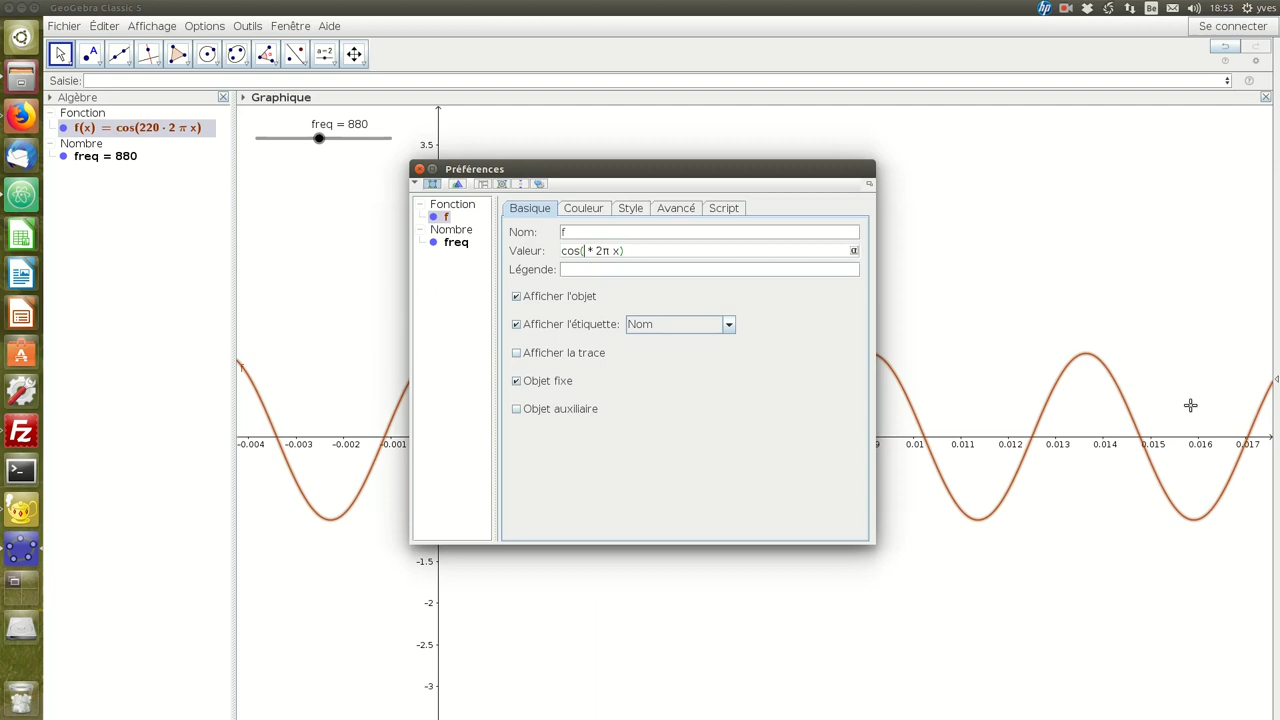 GeoGebra Classic 5
Be
18:53
yves
Fichier Éditer Affichage Options Outils Fenêtre Aide
Se connecter
a=2
Saisie:
Algèbre
Fonction
f(x) = cos(220 · 2 π x)
Nombre
freq = 880
Graphique
freq = 880
3.5
Préférences
Fonction
f
Nombre
freq
Basique Couleur Style Avancé Script
Nom: f
Valeur: cos( * 2π x)
α
Légende:
Afficher l'objet
Afficher l'étiquette: Nom
Afficher la trace
Objet fixe
Objet auxiliaire
f
-0.004 -0.003 -0.002 -0.001 0.01 0.011 0.012 0.013 0.014 0.015 0.016 0.017
-1.5
-2
-2.5
-3